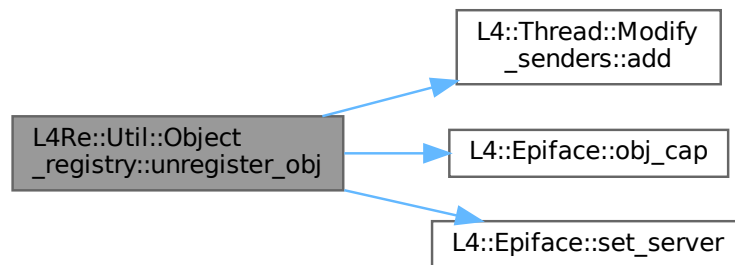 L4::Thread::Modify
_senders::add
L4Re::Util::Object
_registry::unregister_obj
L4::Epiface::obj_cap
L4::Epiface::set_server